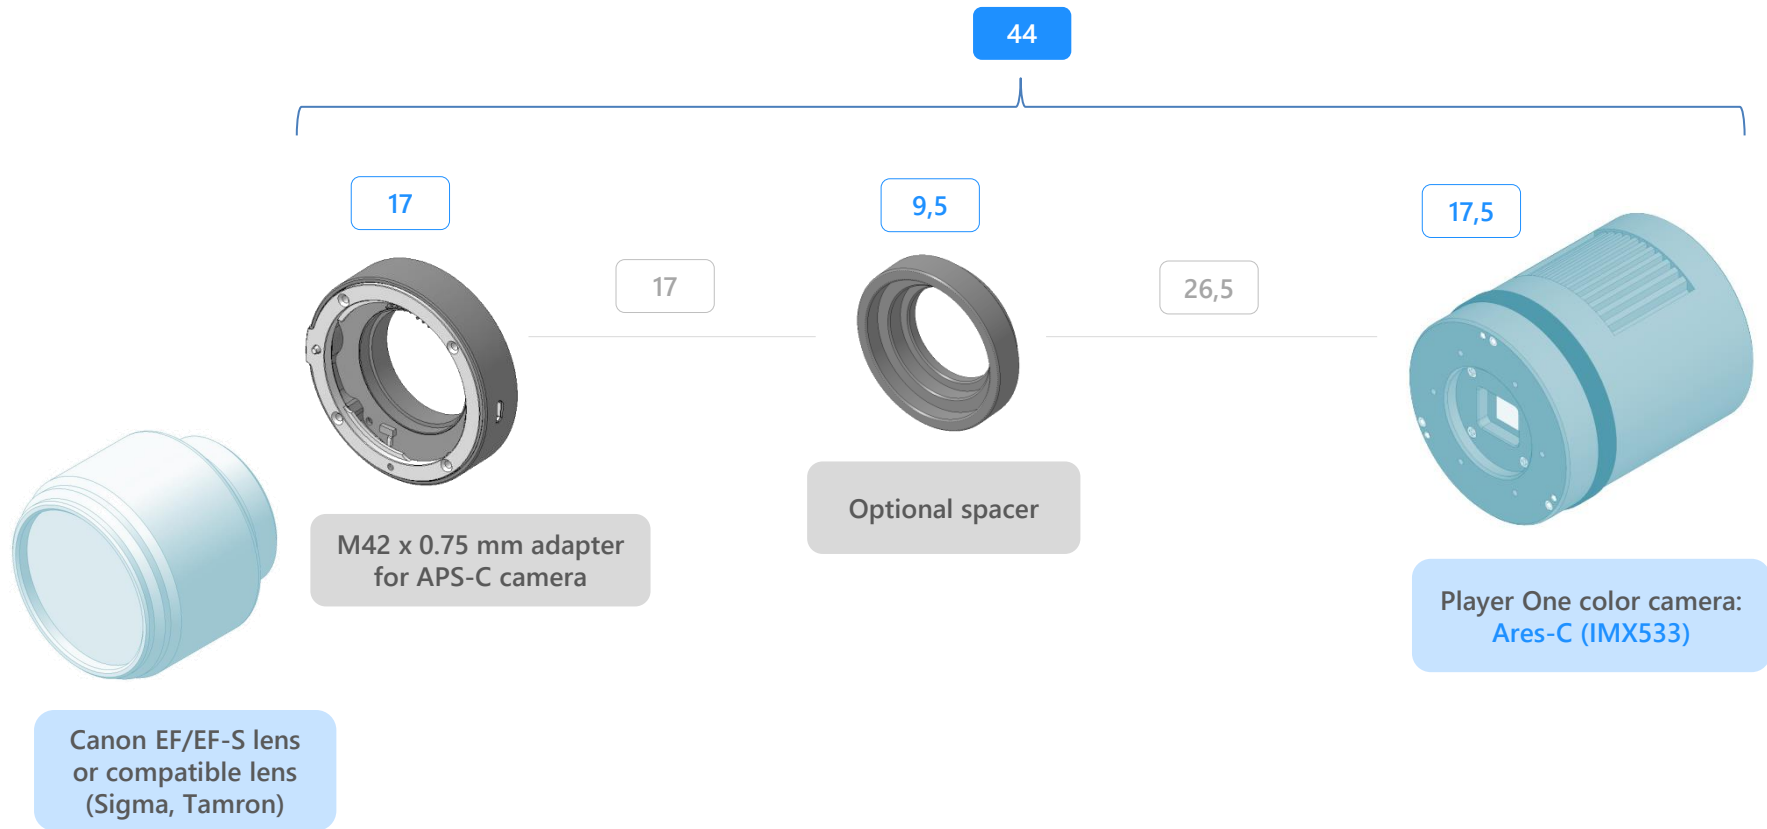 44
17
9,5
17,5
17
26,5
Optional spacer
M42 x 0.75 mm adapter
for APS-C camera
Player One color camera:
Ares-C (IMX533)
Canon EF/EF-S lens
or compatible lens
(Sigma, Tamron)